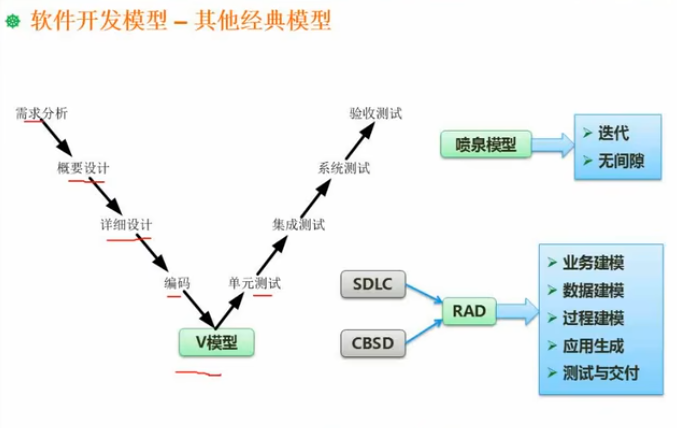 软件开发模型 – 其他经典模型
需求分析
概要设计
详细设计
编码
V模型
单元测试
集成测试
系统测试
验收测试
喷泉模型
迭代
无间隙
SDLC
CBSD
RAD
业务建模
数据建模
过程建模
应用生成
测试与交付